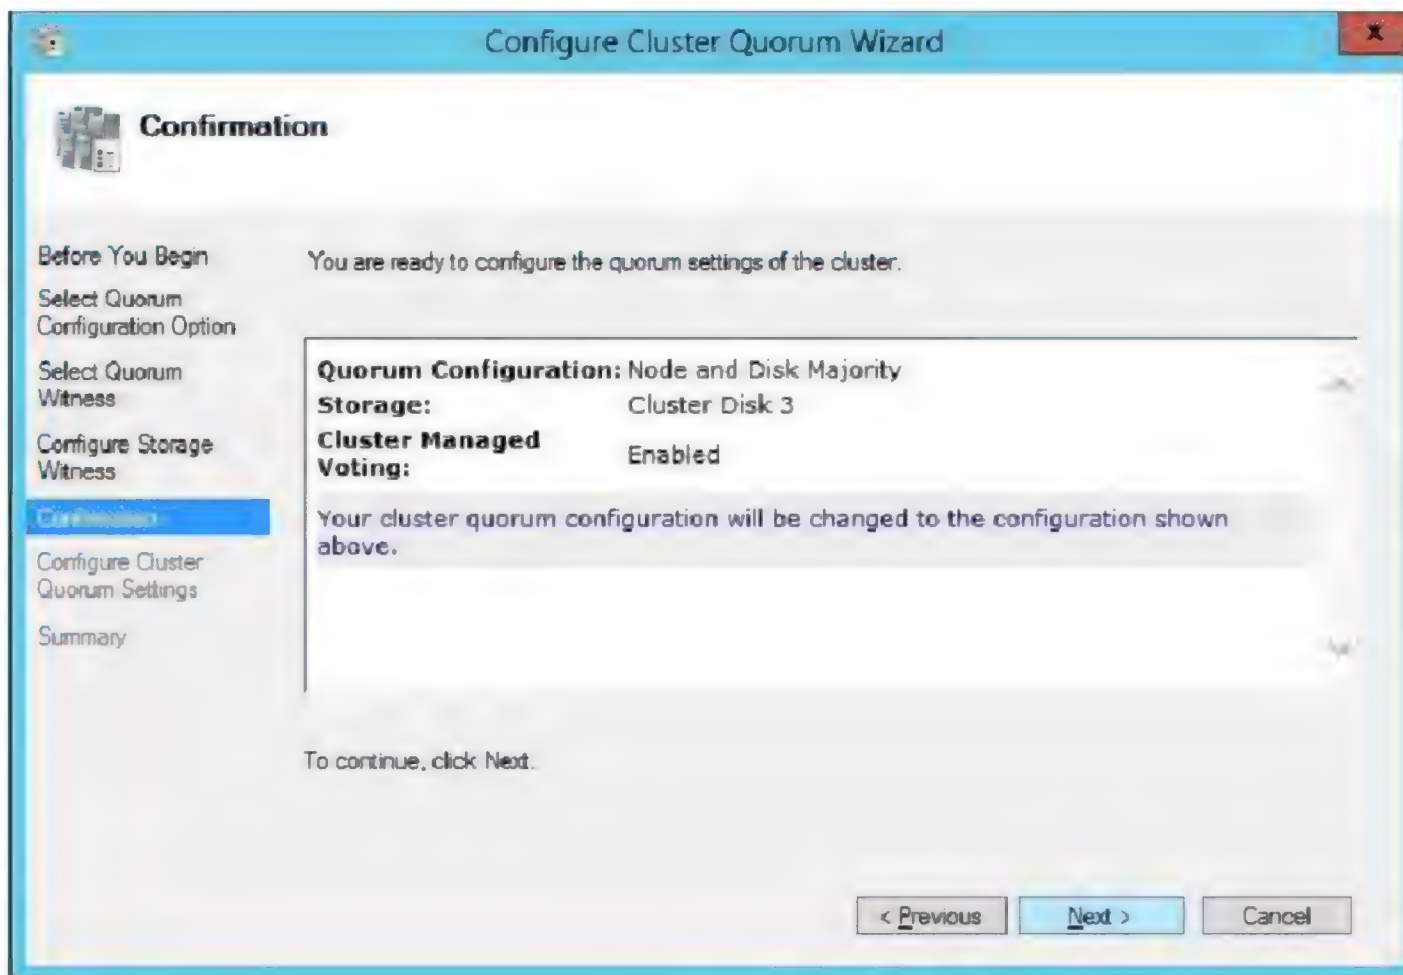 Configure Cluster Quorum Wizard
x
Confirmation
Before You Begin
Select Quorum
Configuration Option
Select Quorum
Witness
Configure Storage
Witness
Confirmation
Configure Cluster
Quorum Settings
Summary
You are ready to configure the quorum settings of the cluster.
Quorum Configuration: Node and Disk Majority
Storage: Cluster Disk 3
Cluster Managed
Voting: Enabled
Your cluster quorum configuration will be changed to the configuration shown
above.
To continue, click Next.
< Previous
Next >
Cancel